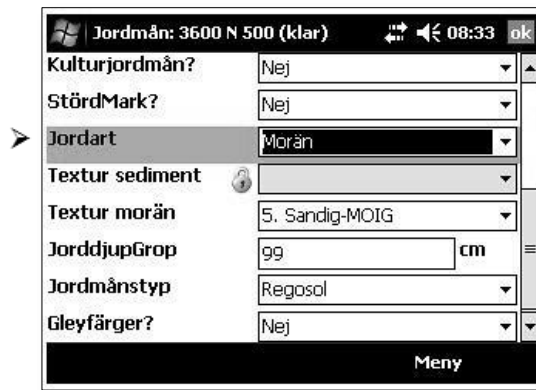 Jordmån: 3600 N 500 (klar) 08:33 ok
Kulturjordmån? Nej
StördMark? Nej
Jordart Morän
Textur sediment
Textur morän 5. Sandig-MOIG
JorddjupGrop 99 cm
Jordmånstyp Regosol
Gleyfärger? Nej
Meny